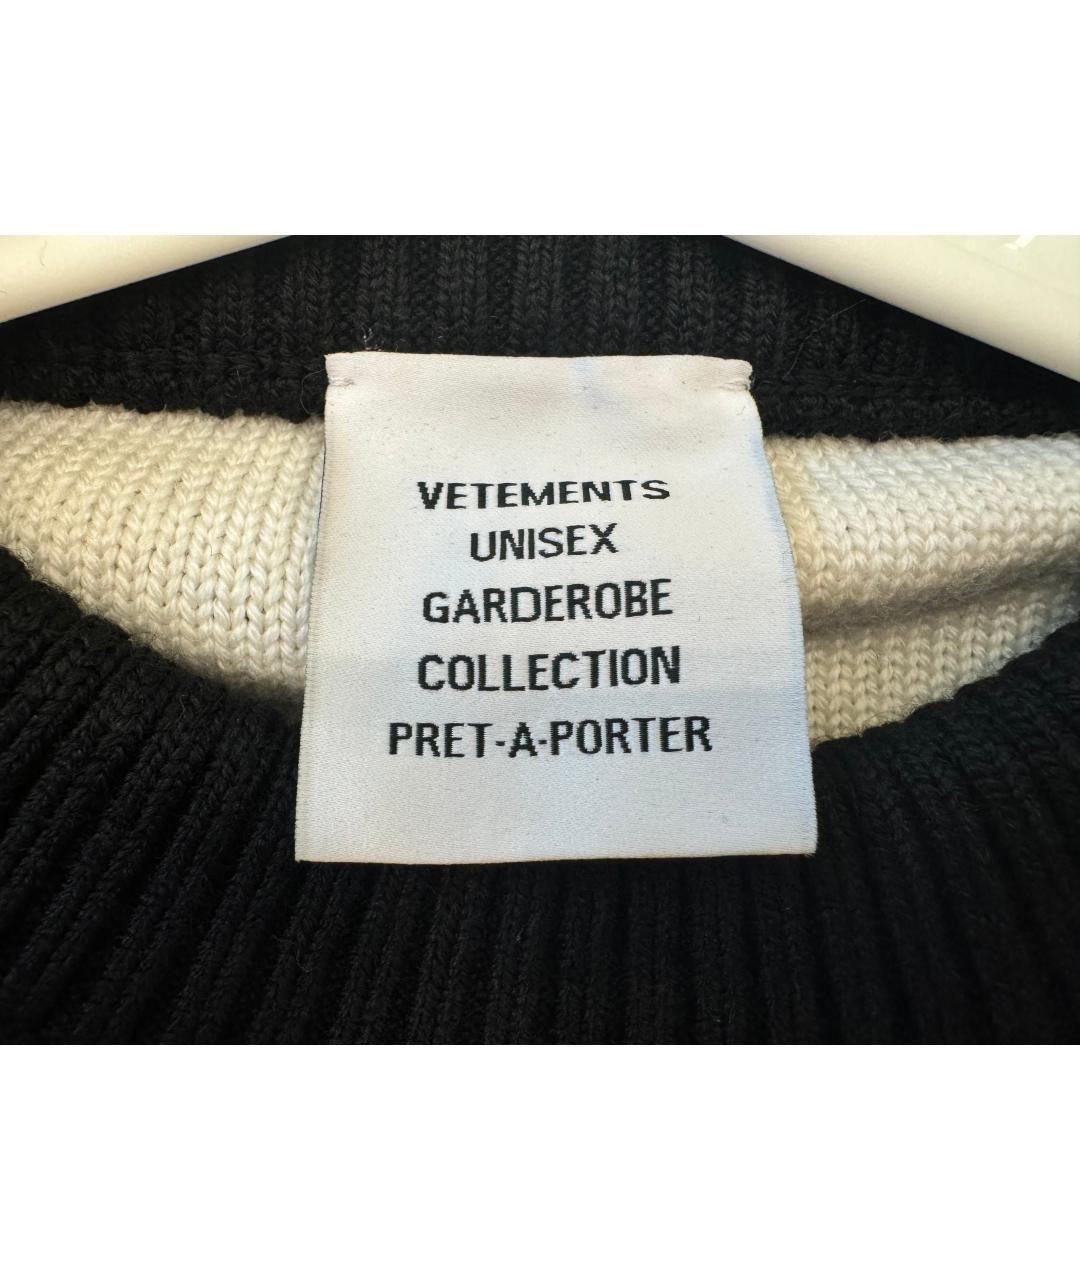 VETEMENTS
UNISEX
GARDEROBE
COLLECTION
PRET-A-PORTER